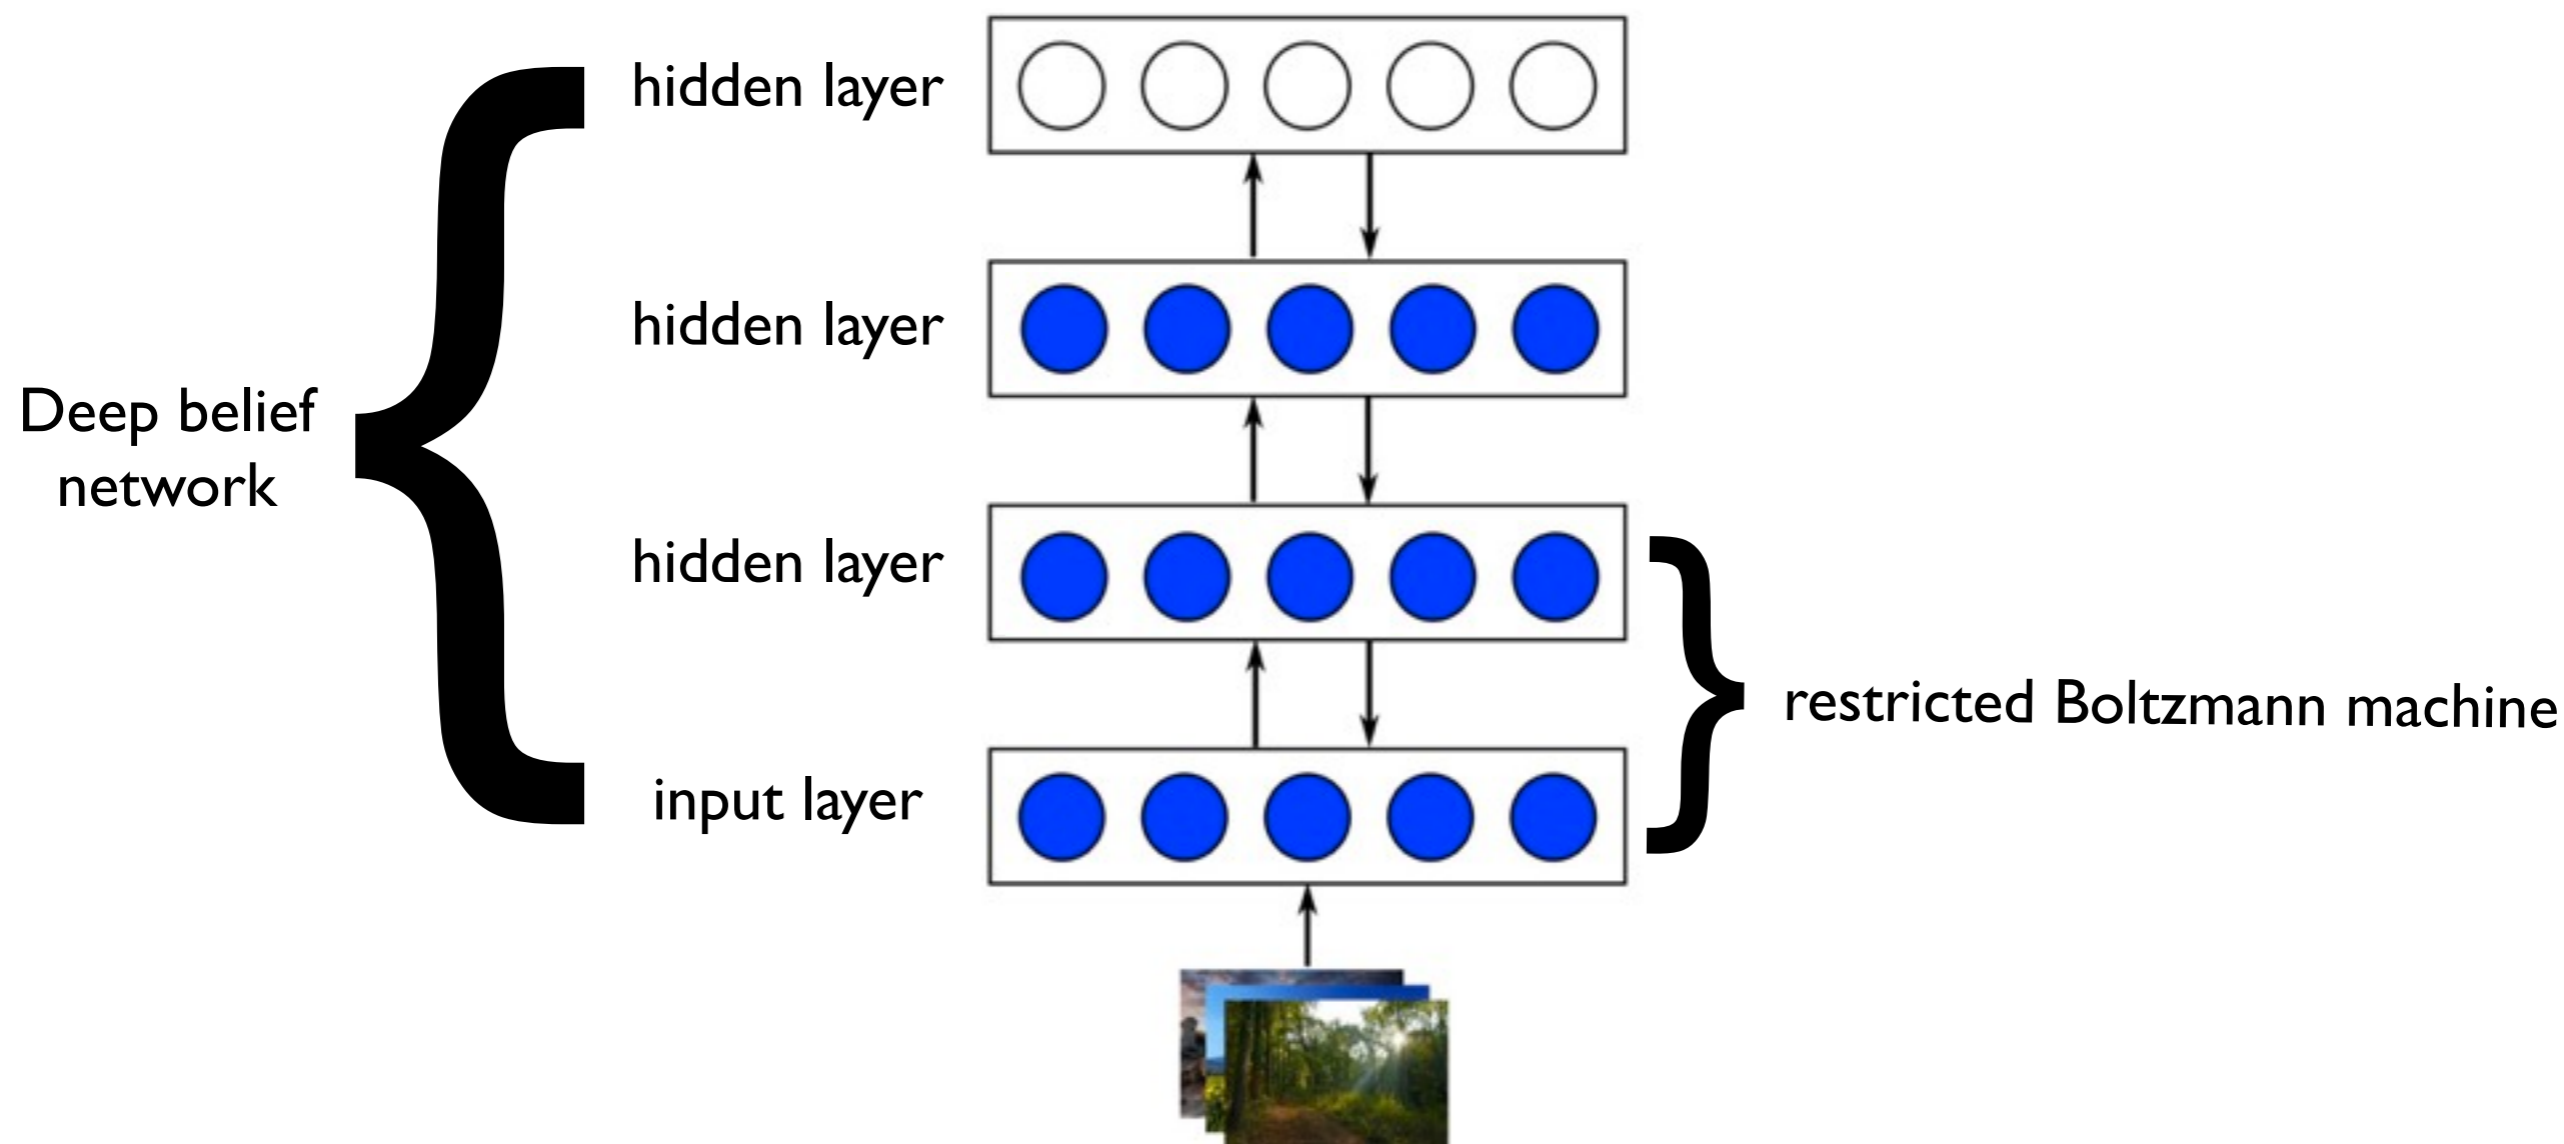 hidden layer
hidden layer
Deep belief
network
hidden layer
restricted Boltzmann machine
input layer